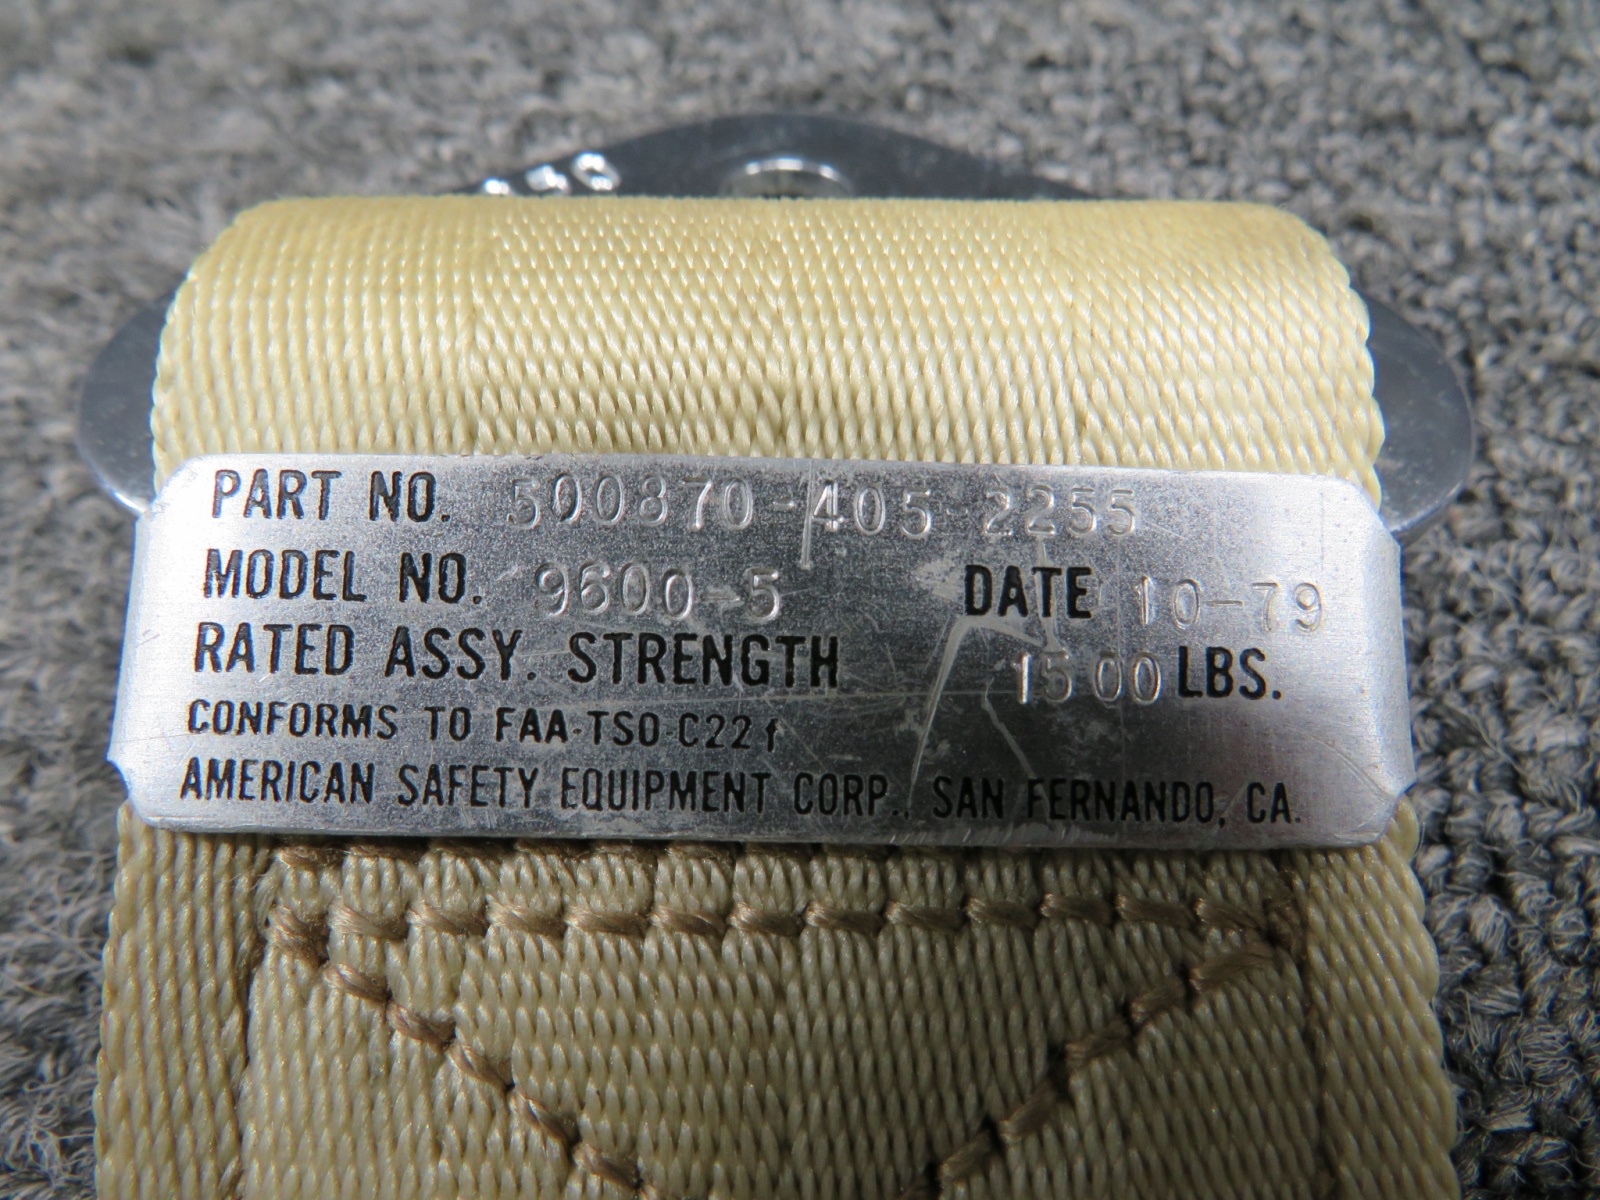 PART NO. 500870-405-2255
MODEL NO. 9600-5 DATE 10-79
RATED ASSY. STRENGTH 1500 LBS.
CONFORMS TO FAA-TSO-C22f
AMERICAN SAFETY EQUIPMENT CORP., SAN FERNANDO, CA.